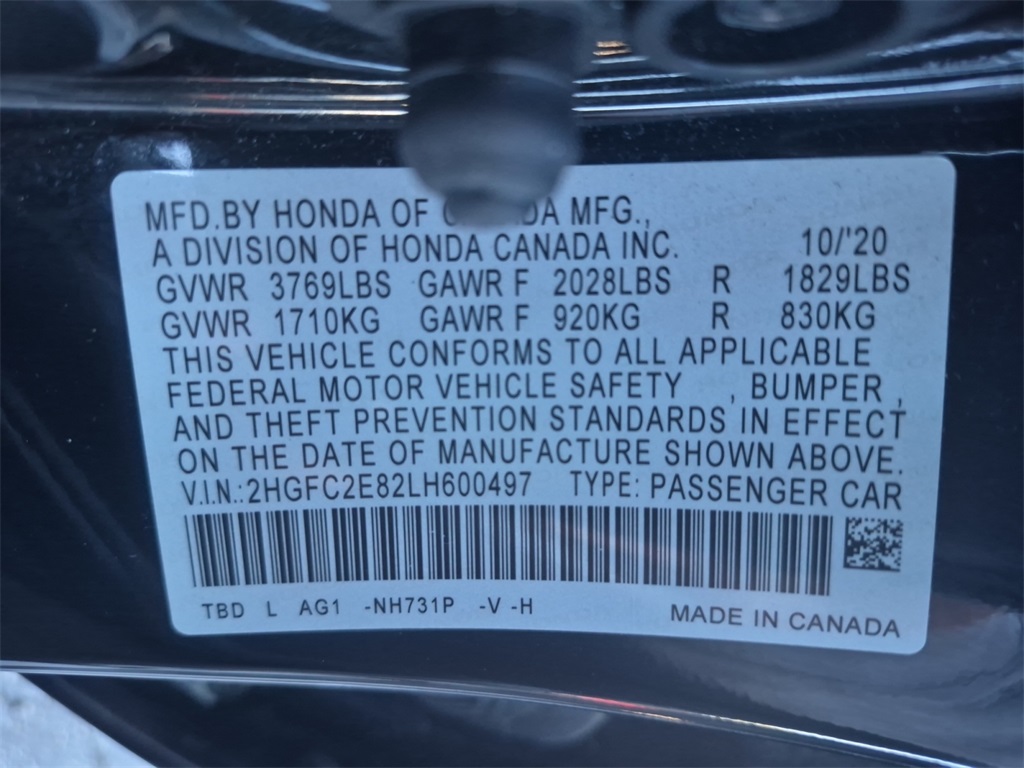 MFD.BY HONDA OF CANADA MFG.,
A DIVISION OF HONDA CANADA INC. 10/'20
GVWR 3769LBS GAWR F 2028LBS R 1829LBS
GVWR 1710KG GAWR F 920KG R 830KG
THIS VEHICLE CONFORMS TO ALL APPLICABLE
FEDERAL MOTOR VEHICLE SAFETY , BUMPER ,
AND THEFT PREVENTION STANDARDS IN EFFECT
ON THE DATE OF MANUFACTURE SHOWN ABOVE.
V.I.N.:2HGFC2E82LH600497 TYPE: PASSENGER CAR
TBD L AG1 -NH731P -V -H MADE IN CANADA